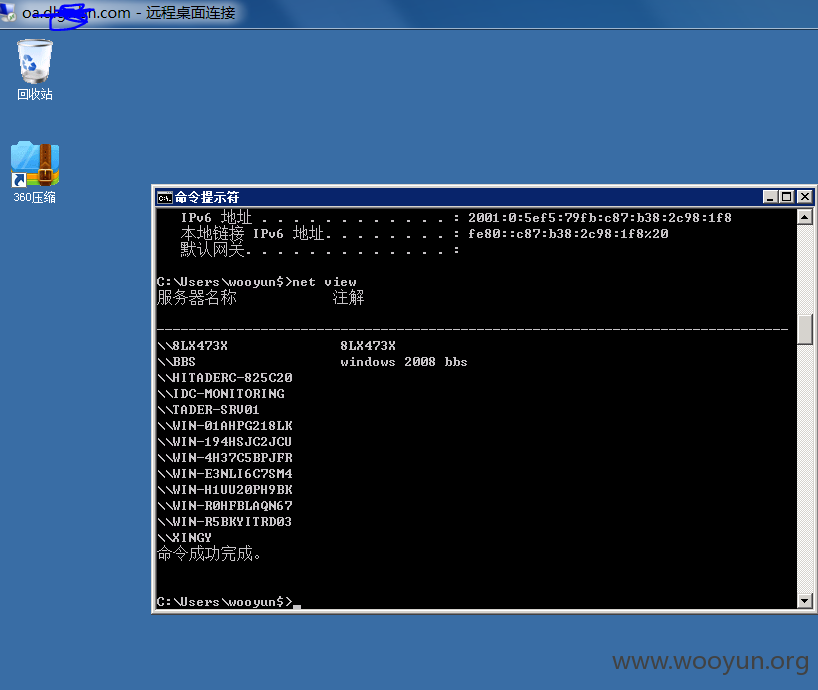 - 远程桌面连接
回收站
360压缩
命令提示符
IPv6 地址 . . . . . . . . . . . . : 2001:0:5ef5:79fb:c87:b38:2c98:1f8
本地链接 IPv6 地址. . . . . . . . : fe80::c87:b38:2c98:1f8%20
默认网关. . . . . . . . . . . . . :
C:\Users\wooyun$>net view
服务器名称 注解
-------------------------------------------------------------------------------
\\8LX473X 8LX473X
\\BBS windows 2008 bbs
\\HITADERC-825C20
\\IDC-MONITORING
\\TADER-SRV01
\\WIN-01AHPG218LK
\\WIN-194HSJC2JCU
\\WIN-4H37C5BPJFR
\\WIN-E3NLI6C7SM4
\\WIN-H1UU20PH9BK
\\WIN-R0HFBLAQN67
\\WIN-R5BKYITRD03
\\XINGY
命令成功完成。
C:\Users\wooyun$>
www.wooyun.org